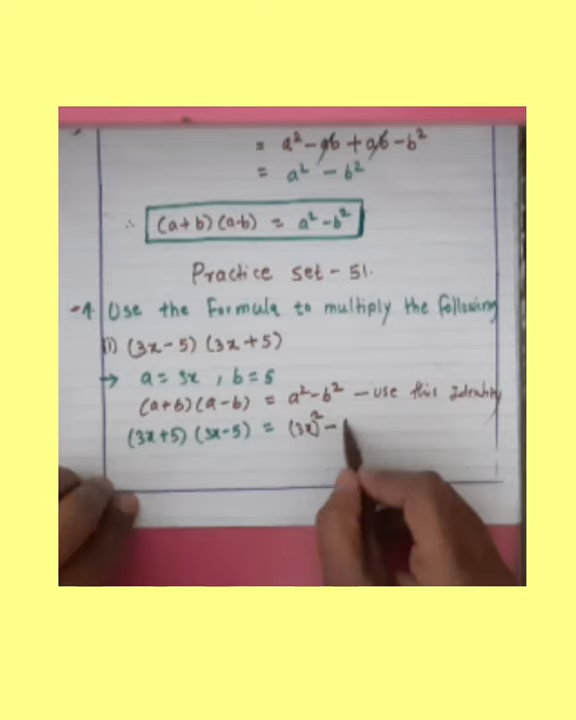 = a² - ab + ab - b²
= a² - b²
∴ (a+b) (a-b) = a² - b²
Practice set - 51.
-1 Use the Formula to multiply the following
(1) (3x - 5) (3x + 5)
→ a = 3x , b = 5
(a+b) (a-b) = a² - b² - use this Identity
(3x+5) (3x-5) = (3x)² -